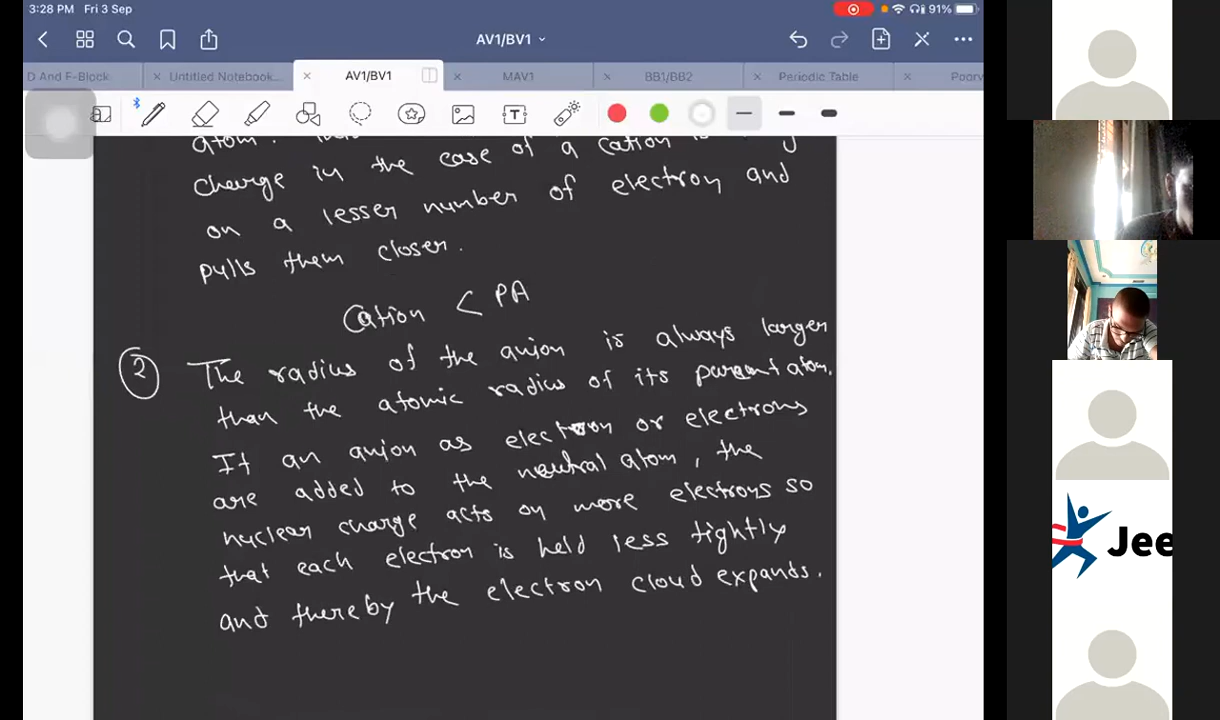 3:28 PM Fri 3 Sep
91%
AV1/BV1
D And F-Block
Untitled Notebook...
AV1/BV1
MAV1
BB1/BB2
Periodic Table
Poorv
atom.
charge in the case of a cation is
on a lesser number of electron and
pulls them closer.
Cation < PA
2 The radius of the anion is always larger
than the atomic radius of its parent atom.
If an anion as electron or electrons
are added to the neutral atom, the
nuclear charge acts on more electrons so
that each electron is held less tightly
and thereby the electron cloud expands.
Jee